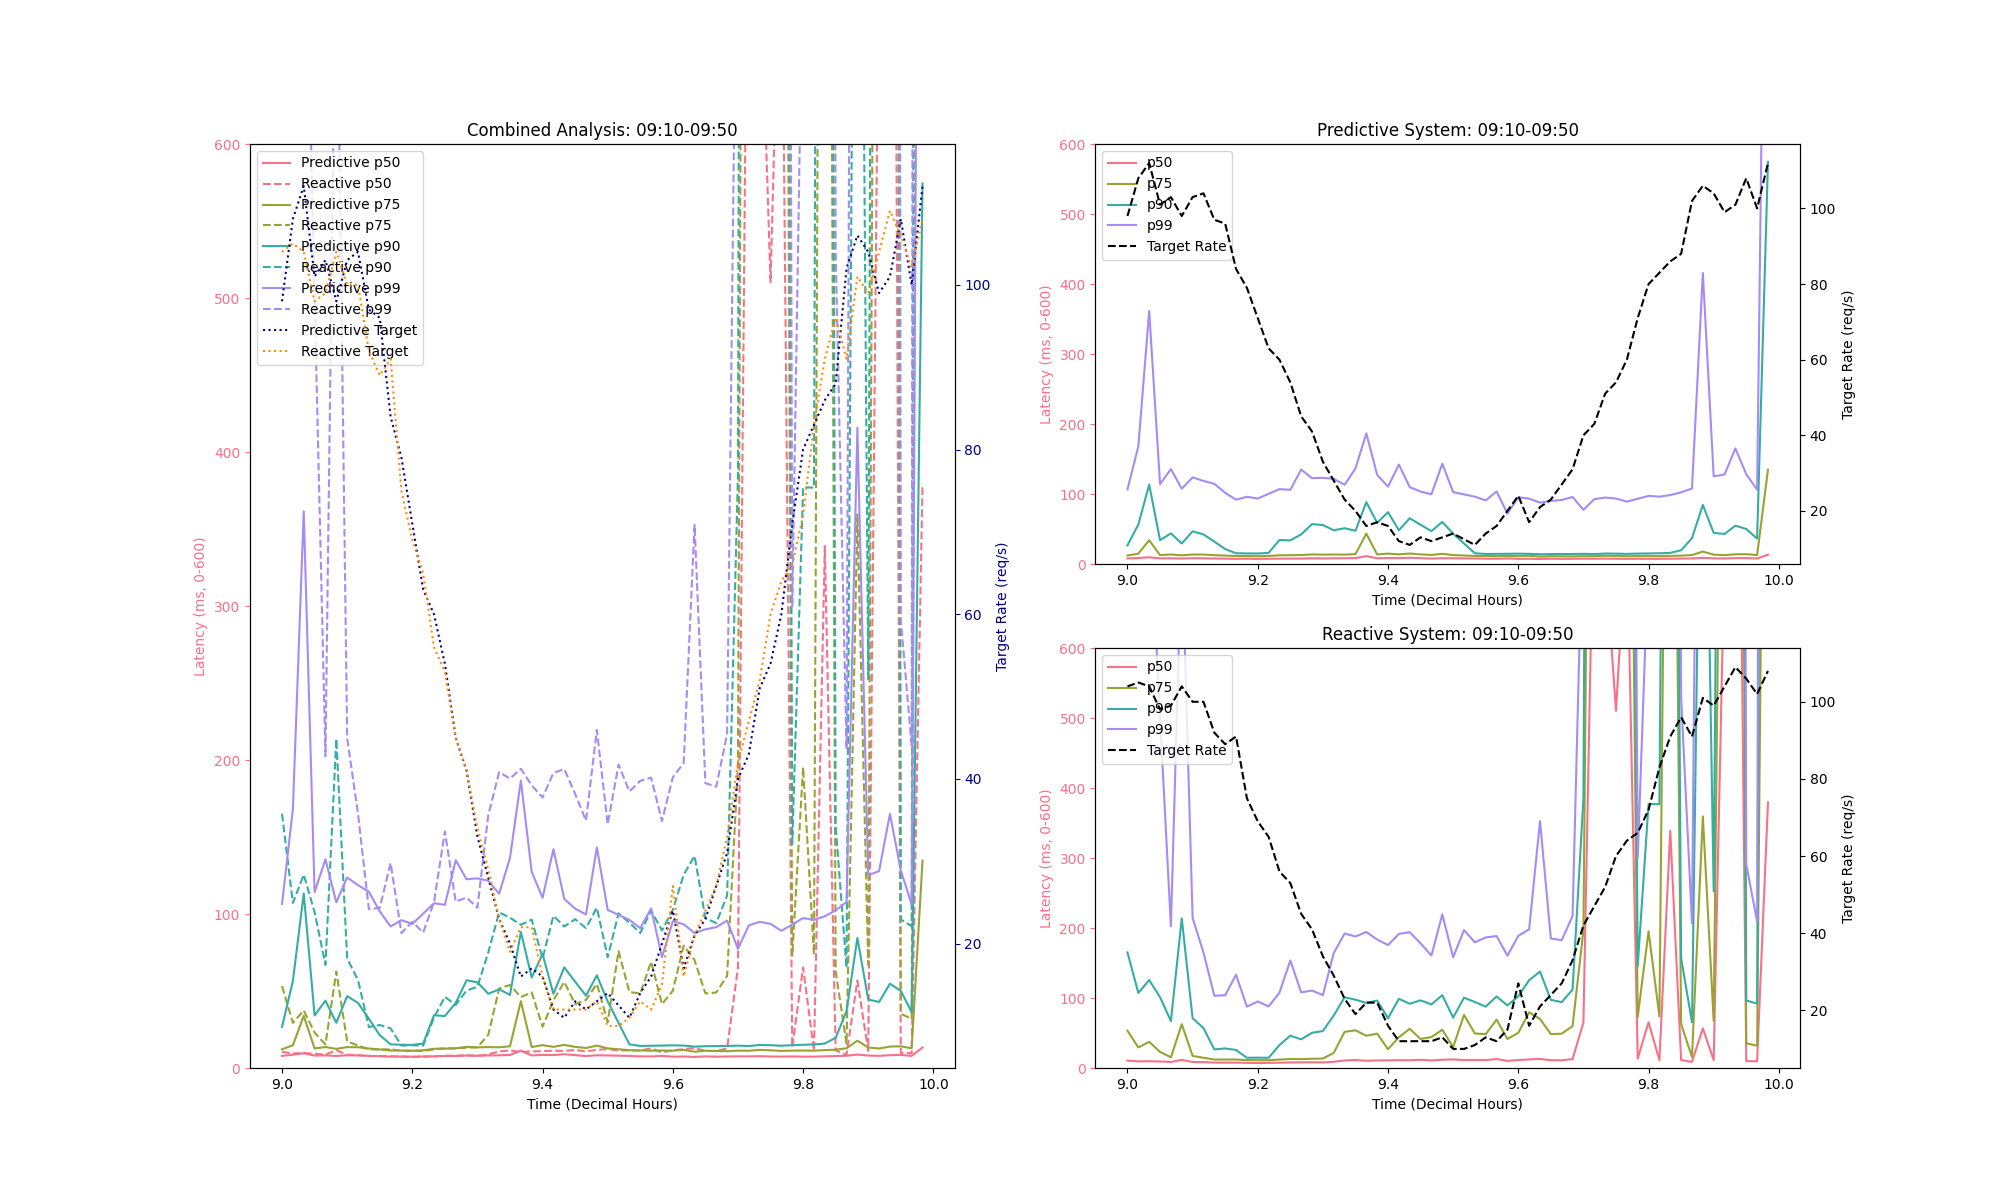 Combined Analysis: 09:10-09:50
600
500
400
300
200
100
0
Latency (ms, 0-600)
Predictive p50
Reactive p50
Predictive p75
Reactive p75
Predictive p90
Reactive p90
Predictive p99
Reactive p99
Predictive Target
Reactive Target
100
80
60
40
20
Target Rate (req/s)
9.0 9.2 9.4 9.6 9.8 10.0
Time (Decimal Hours)
Predictive System: 09:10-09:50
600
500
400
300
200
100
0
Latency (ms, 0-600)
p50
p75
p90
p99
Target Rate
100
80
60
40
20
Target Rate (req/s)
9.0 9.2 9.4 9.6 9.8 10.0
Time (Decimal Hours)
Reactive System: 09:10-09:50
600
500
400
300
200
100
0
Latency (ms, 0-600)
p50
p75
p90
p99
Target Rate
100
80
60
40
20
Target Rate (req/s)
9.0 9.2 9.4 9.6 9.8 10.0
Time (Decimal Hours)